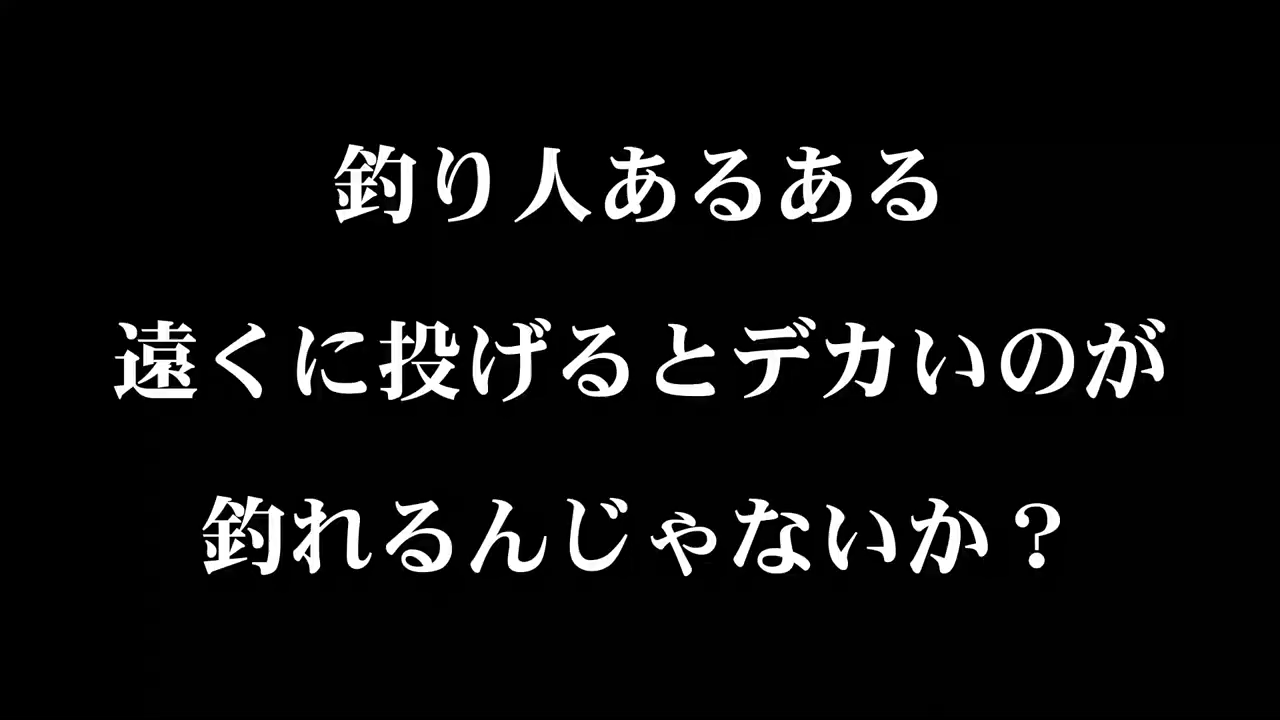 釣り人あるある
遠くに投げるとデカいのが
釣れるんじゃないか？